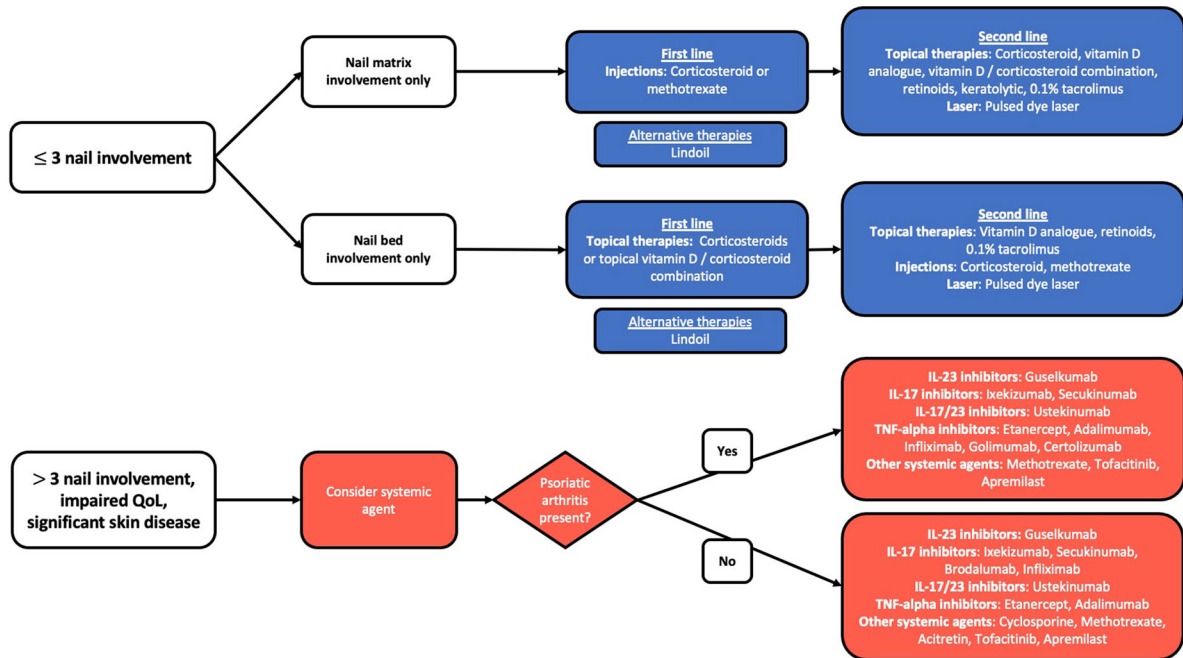 ≤ 3 nail involvement
Nail matrix
involvement only
First line
Injections: Corticosteroid or
methotrexate
Alternative therapies
Lindoil
Second line
Topical therapies: Corticosteroid, vitamin D
analogue, vitamin D / corticosteroid combination,
retinoids, keratolytic, 0.1% tacrolimus
Laser: Pulsed dye laser
Nail bed
involvement only
First line
Topical therapies: Corticosteroids
or topical vitamin D / corticosteroid
combination
Alternative therapies
Lindoil
Second line
Topical therapies: Vitamin D analogue, retinoids,
0.1% tacrolimus
Injections: Corticosteroid, methotrexate
Laser: Pulsed dye laser
> 3 nail involvement,
impaired QoL,
significant skin disease
Consider systemic
agent
Psoriatic
arthritis
present?
Yes
IL-23 inhibitors: Guselkumab
IL-17 inhibitors: Ixekizumab, Secukinumab
IL-17/23 inhibitors: Ustekinumab
TNF-alpha inhibitors: Etanercept, Adalimumab,
Infliximab, Golimumab, Certolizumab
Other systemic agents: Methotrexate, Tofacitinib,
Apremilast
No
IL-23 inhibitors: Guselkumab
IL-17 inhibitors: Ixekizumab, Secukinumab,
Brodalumab, Infliximab
IL-17/23 inhibitors: Ustekinumab
TNF-alpha inhibitors: Etanercept, Adalimumab
Other systemic agents: Cyclosporine, Methotrexate,
Acitretin, Tofacitinib, Apremilast